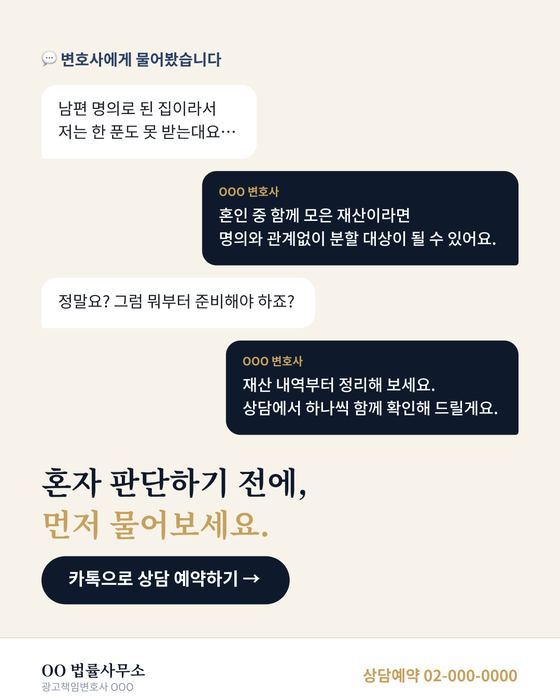 💬 변호사에게 물어봤습니다
남편 명의로 된 집이라서
저는 한 푼도 못 받는대요…
OOO 변호사
혼인 중 함께 모은 재산이라면
명의와 관계없이 분할 대상이 될 수 있어요.
정말요? 그럼 뭐부터 준비해야 하죠?
OOO 변호사
재산 내역부터 정리해 보세요.
상담에서 하나씩 함께 확인해 드릴게요.
혼자 판단하기 전에,
먼저 물어보세요.
카톡으로 상담 예약하기 →
OO 법률사무소
광고책임변호사 OOO
상담예약 02-000-0000